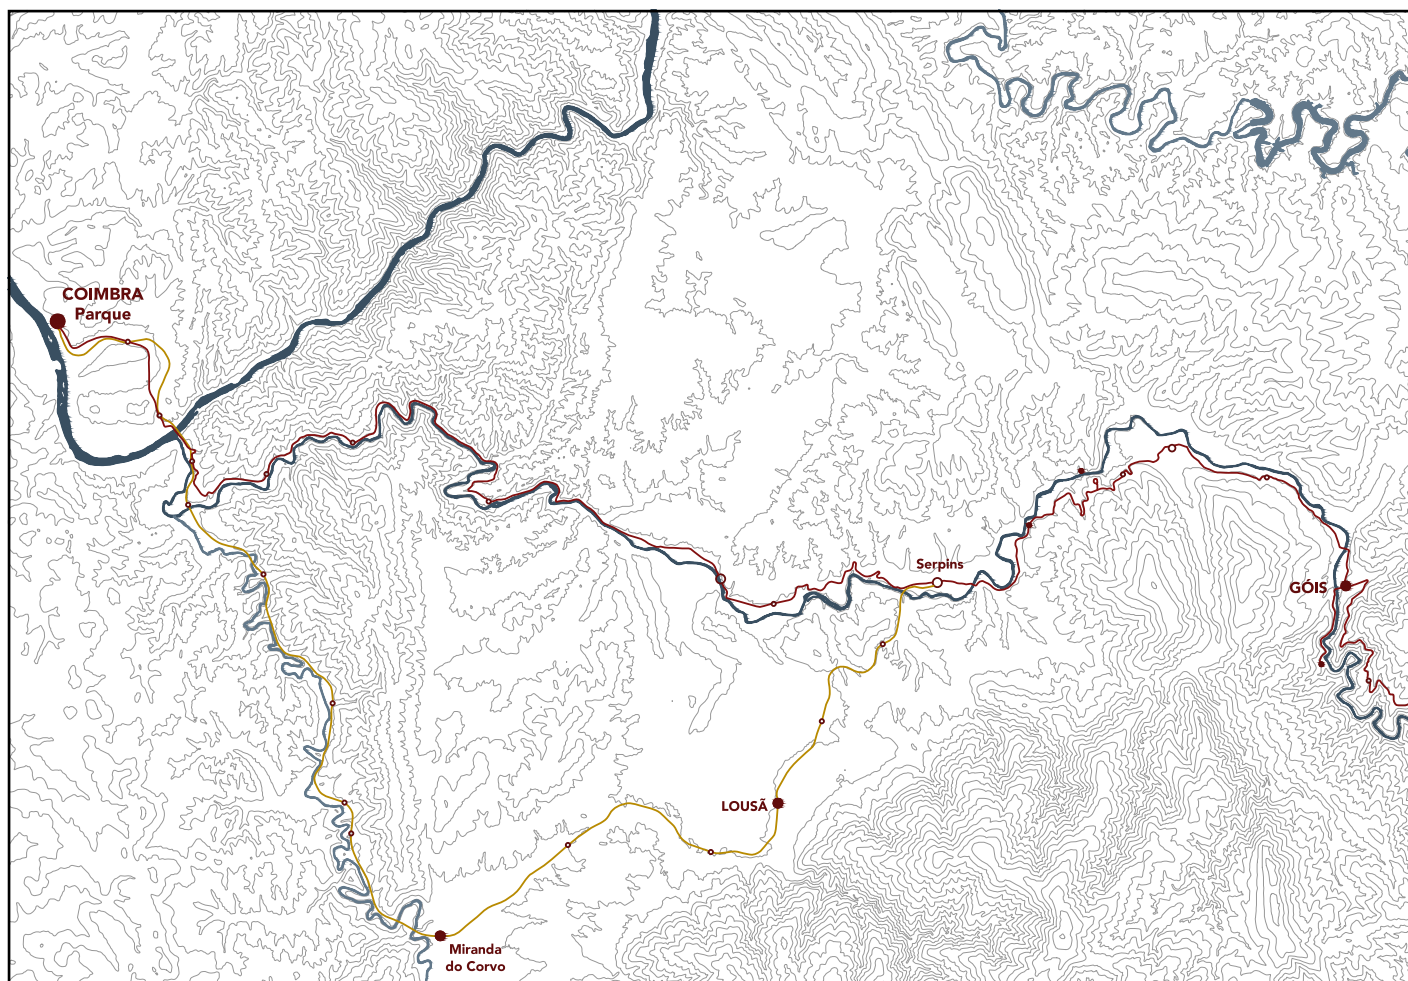 COIMBRA
Parque
Serpins
GÓIS
LOUSÃ
Miranda
do Corvo